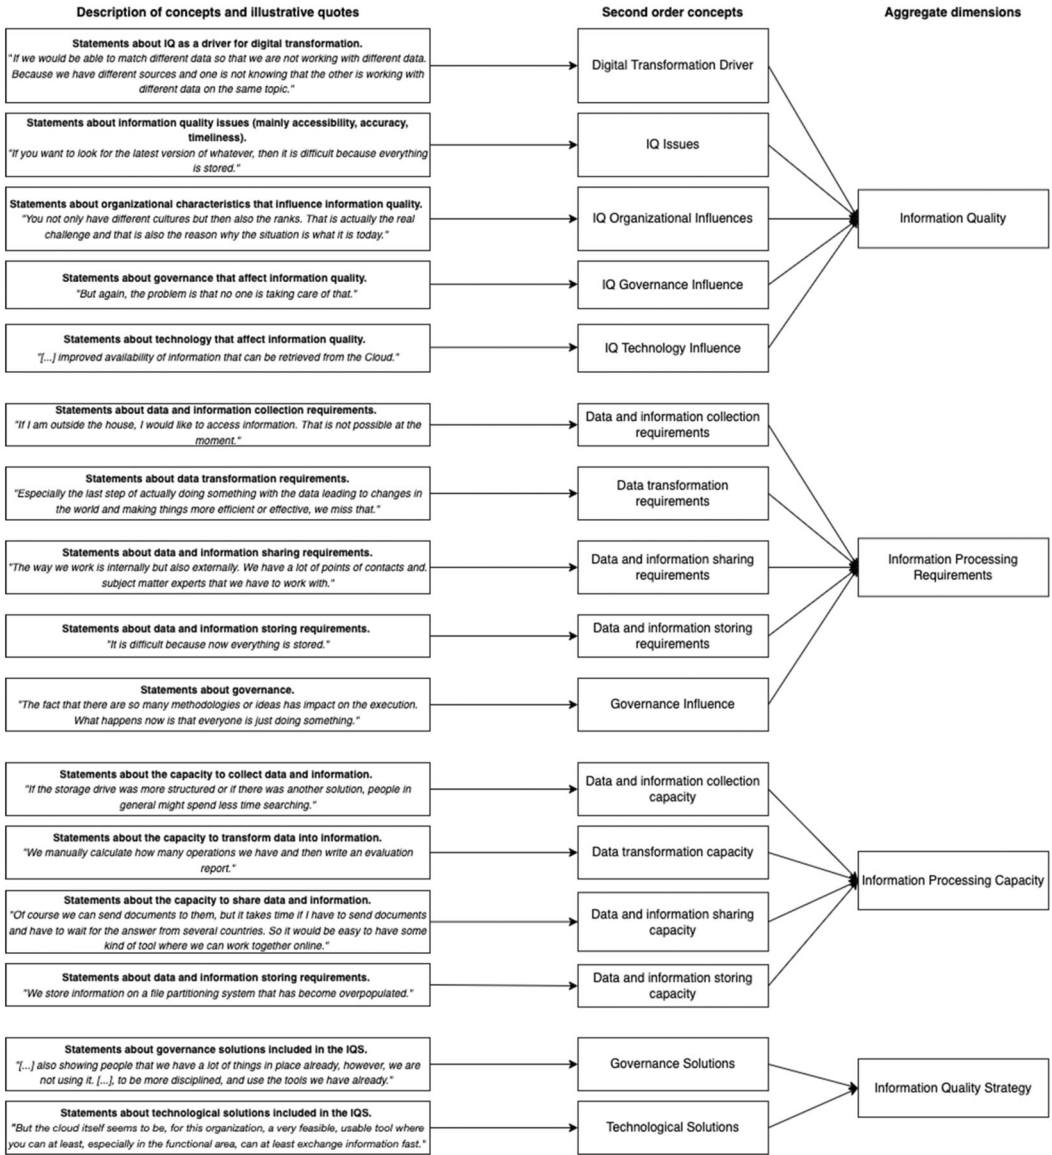 Description of concepts and illustrative quotes
Second order concepts
Aggregate dimensions
Statements about IQ as a driver for digital transformation.
"If we would be able to match different data so that we are not working with different data.
Because we have different sources and one is not knowing that the other is working with
different data on the same topic."
Digital Transformation Driver
Statements about information quality issues (mainly accessibility, accuracy,
timeliness).
"If you want to look for the latest version of whatever, then it is difficult because everything
is stored."
IQ Issues
Statements about organizational characteristics that influence information quality.
"You not only have different cultures but then also the ranks. That is actually the real
challenge and that is also the reason why the situation is what it is today."
IQ Organizational Influences
Information Quality
Statements about governance that affect information quality.
"But again, the problem is that no one is taking care of that."
IQ Governance Influence
Statements about technology that affect information quality.
"[...] improved availability of information that can be retrieved from the Cloud."
IQ Technology Influence
Statements about data and information collection requirements.
"If I am outside the house, I would like to access information. That is not possible at the
moment."
Data and information collection
requirements
Statements about data transformation requirements.
"Especially the last step of actually doing something with the data leading to changes in
the world and making things more efficient or effective, we miss that."
Data transformation
requirements
Statements about data and information sharing requirements.
"The way we work is internally but also externally. We have a lot of points of contacts and.
subject matter experts that we have to work with."
Data and information sharing
requirements
Information Processing
Requirements
Statements about data and information storing requirements.
"It is difficult because now everything is stored."
Data and information storing
requirements
Statements about governance.
"The fact that there are so many methodologies or ideas has impact on the execution.
What happens now is that everyone is just doing something."
Governance Influence
Statements about the capacity to collect data and information.
"If the storage drive was more structured or if there was another solution, people in
general might spend less time searching."
Data and information collection
capacity
Statements about the capacity to transform data into information.
"We manually calculate how many operations we have and then write an evaluation
report."
Data transformation capacity
Information Processing Capacity
Statements about the capacity to share data and information.
"Of course we can send documents to them, but it takes time if I have to send documents
and have to wait for the answer from several countries. So it would be easy to have some
kind of tool where we can work together online."
Data and information sharing
capacity
Statements about data and information storing requirements.
"We store information on a file partitioning system that has become overpopulated."
Data and information storing
capacity
Statements about governance solutions included in the IQS.
"[...] also showing people that we have a lot of things in place already, however, we are
not using it. [...], to be more disciplined, and use the tools we have already."
Governance Solutions
Information Quality Strategy
Statements about technological solutions included in the IQS.
"But the cloud itself seems to be, for this organization, a very feasible, usable tool where
you can at least, especially in the functional area, can at least exchange information fast."
Technological Solutions